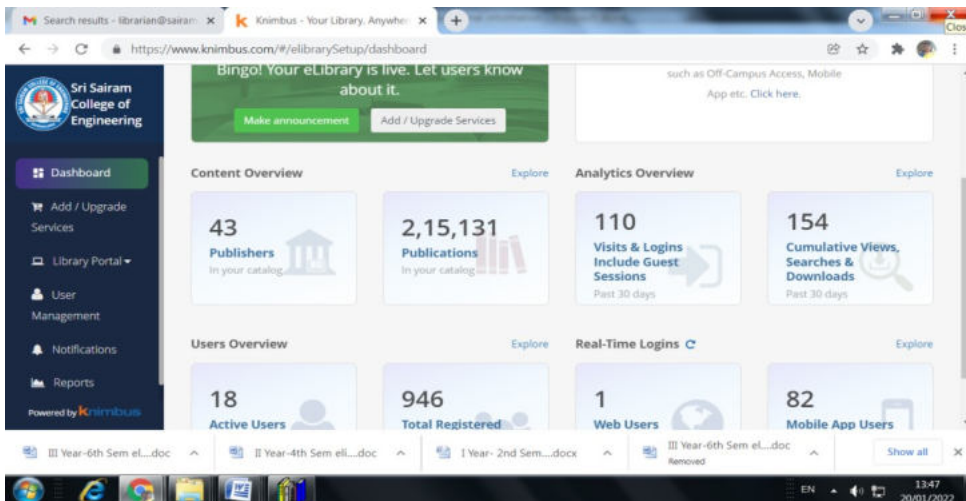 Search results - librarian@sairam
Knimbus - Your Library. Anywher
Clos
https://www.knimbus.com/#/elibrarySetup/dashboard
Sri Sairam
College of
Engineering
Dashboard
Add / Upgrade
Services
Library Portal
User
Management
Notifications
Reports
Powered by Knimbus
Bingo! Your eLibrary is live. Let users know
about it.
Make announcement
Add / Upgrade Services
such as Off-Campus Access, Mobile
App etc. Click here.
Content Overview
Explore
43
Publishers
In your catalog
2,15,131
Publications
In your catalog
Analytics Overview
Explore
110
Visits & Logins
Include Guest
Sessions
Past 30 days
154
Cumulative Views,
Searches &
Downloads
Past 30 days
Users Overview
Explore
18
Active Users
946
Total Registered
Real-Time Logins
Explore
1
Web Users
82
Mobile App Users
III Year-6th Sem el....doc
II Year-4th Sem eli....doc
I Year- 2nd Sem....docx
III Year-6th Sem el....doc
Removed
Show all
EN
13:47
20/01/2022